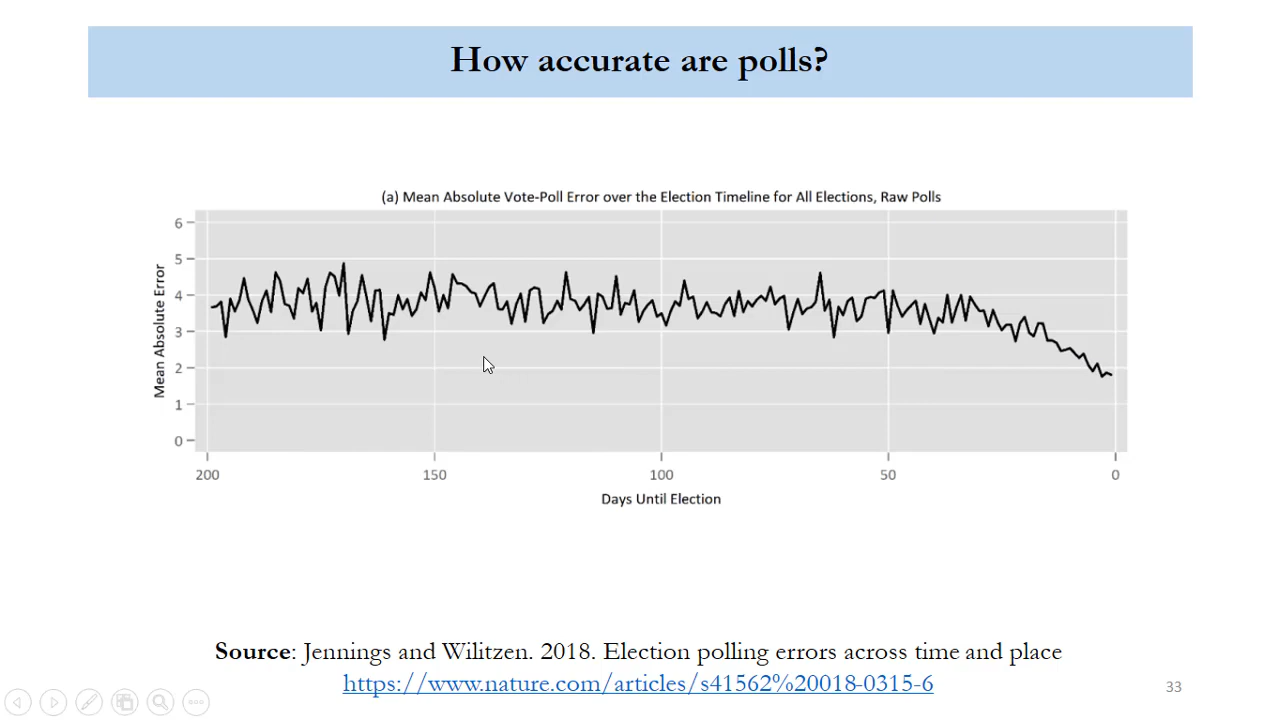 How accurate are polls?
(a) Mean Absolute Vote-Poll Error over the Election Timeline for All Elections, Raw Polls
Mean Absolute Error
6
5
4
3
2
1
0
200 150 100 50 0
Days Until Election
Source: Jennings and Wilitzen. 2018. Election polling errors across time and place
https://www.nature.com/articles/s41562%20018-0315-6
33